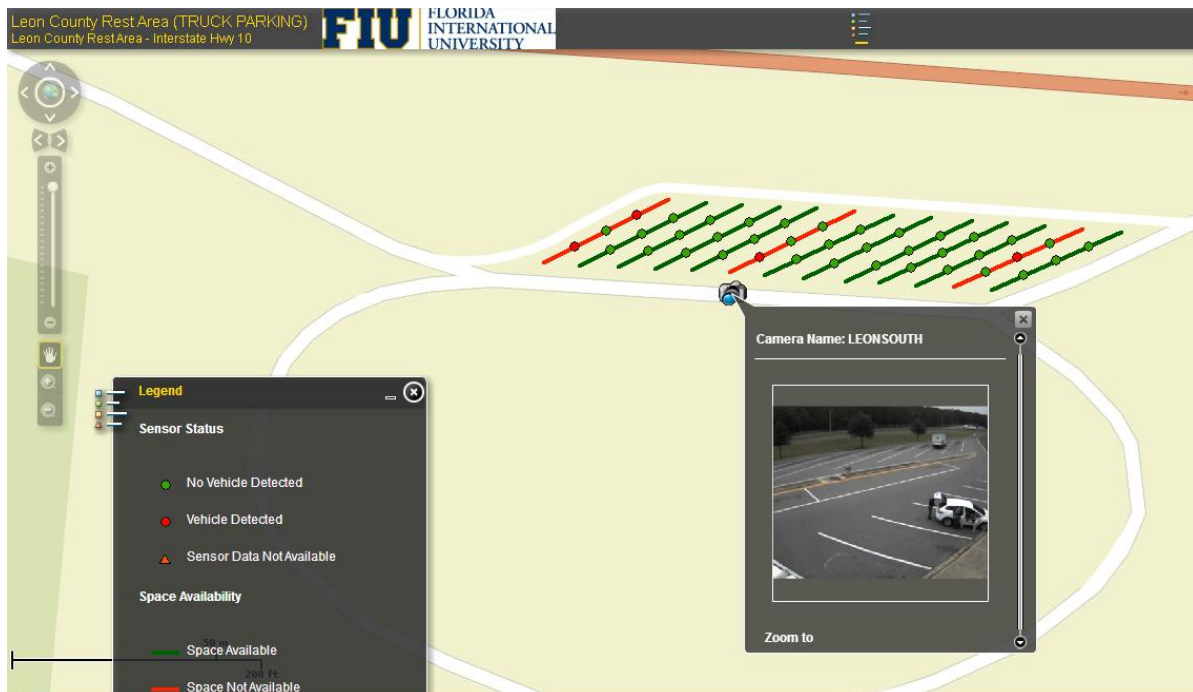 Leon County Rest Area (TRUCK PARKING)
Leon County Rest Area - Interstate Hwy 10
FIU
FLORIDA
INTERNATIONAL
UNIVERSITY
Camera Name: LEONSOUTH
Zoom to
Legend
Sensor Status
No Vehicle Detected
Vehicle Detected
Sensor Data Not Available
Space Availability
50 m
Space Available
200 ft
Space Not Available